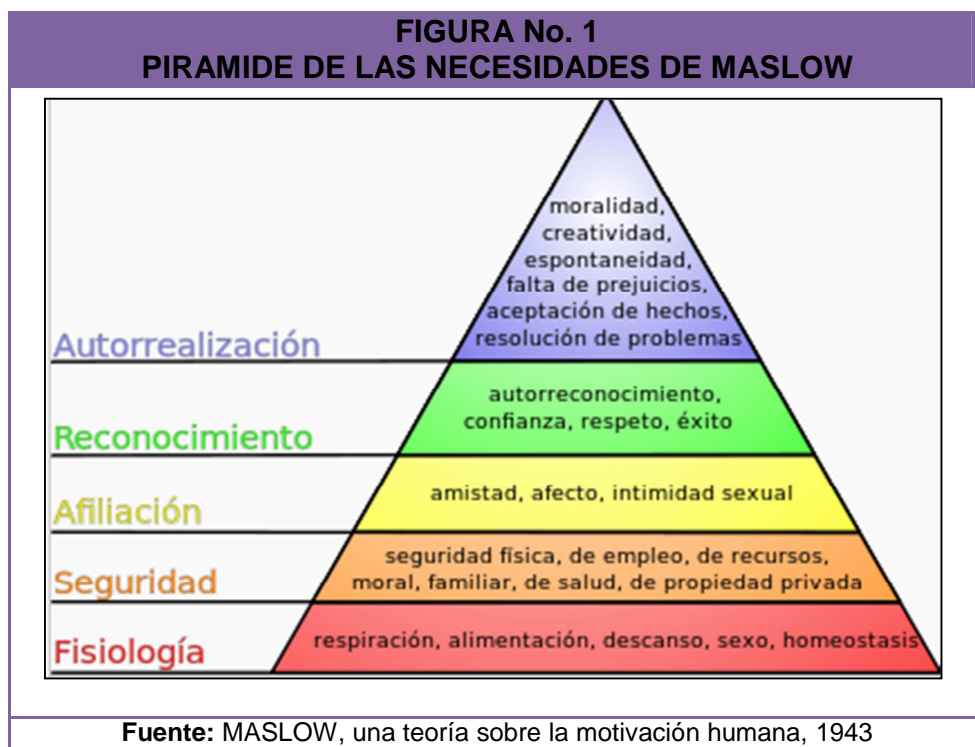 FIGURA No. 1
PIRAMIDE DE LAS NECESIDADES DE MASLOW
moralidad,
creatividad,
espontaneidad,
falta de prejuicios,
aceptación de hechos,
resolución de problemas
Autorrealización
autorreconocimiento,
confianza, respeto, éxito
Reconocimiento
amistad, afecto, intimidad sexual
Afiliación
seguridad física, de empleo, de recursos,
moral, familiar, de salud, de propiedad privada
Seguridad
respiración, alimentación, descanso, sexo, homeostasis
Fisiología
Fuente: MASLOW, una teoría sobre la motivación humana, 1943